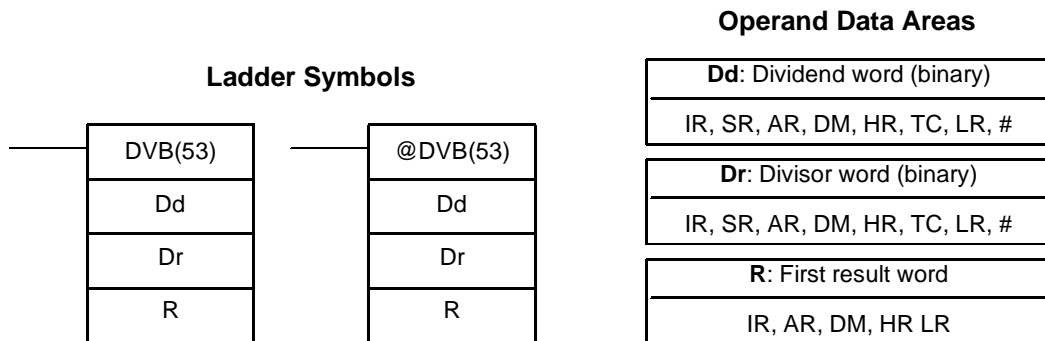 Ladder Symbols
DVB(53)
Dd
Dr
R
@DVB(53)
Dd
Dr
R
Operand Data Areas
Dd: Dividend word (binary)
IR, SR, AR, DM, HR, TC, LR, #
Dr: Divisor word (binary)
IR, SR, AR, DM, HR, TC, LR, #
R: First result word
IR, AR, DM, HR LR